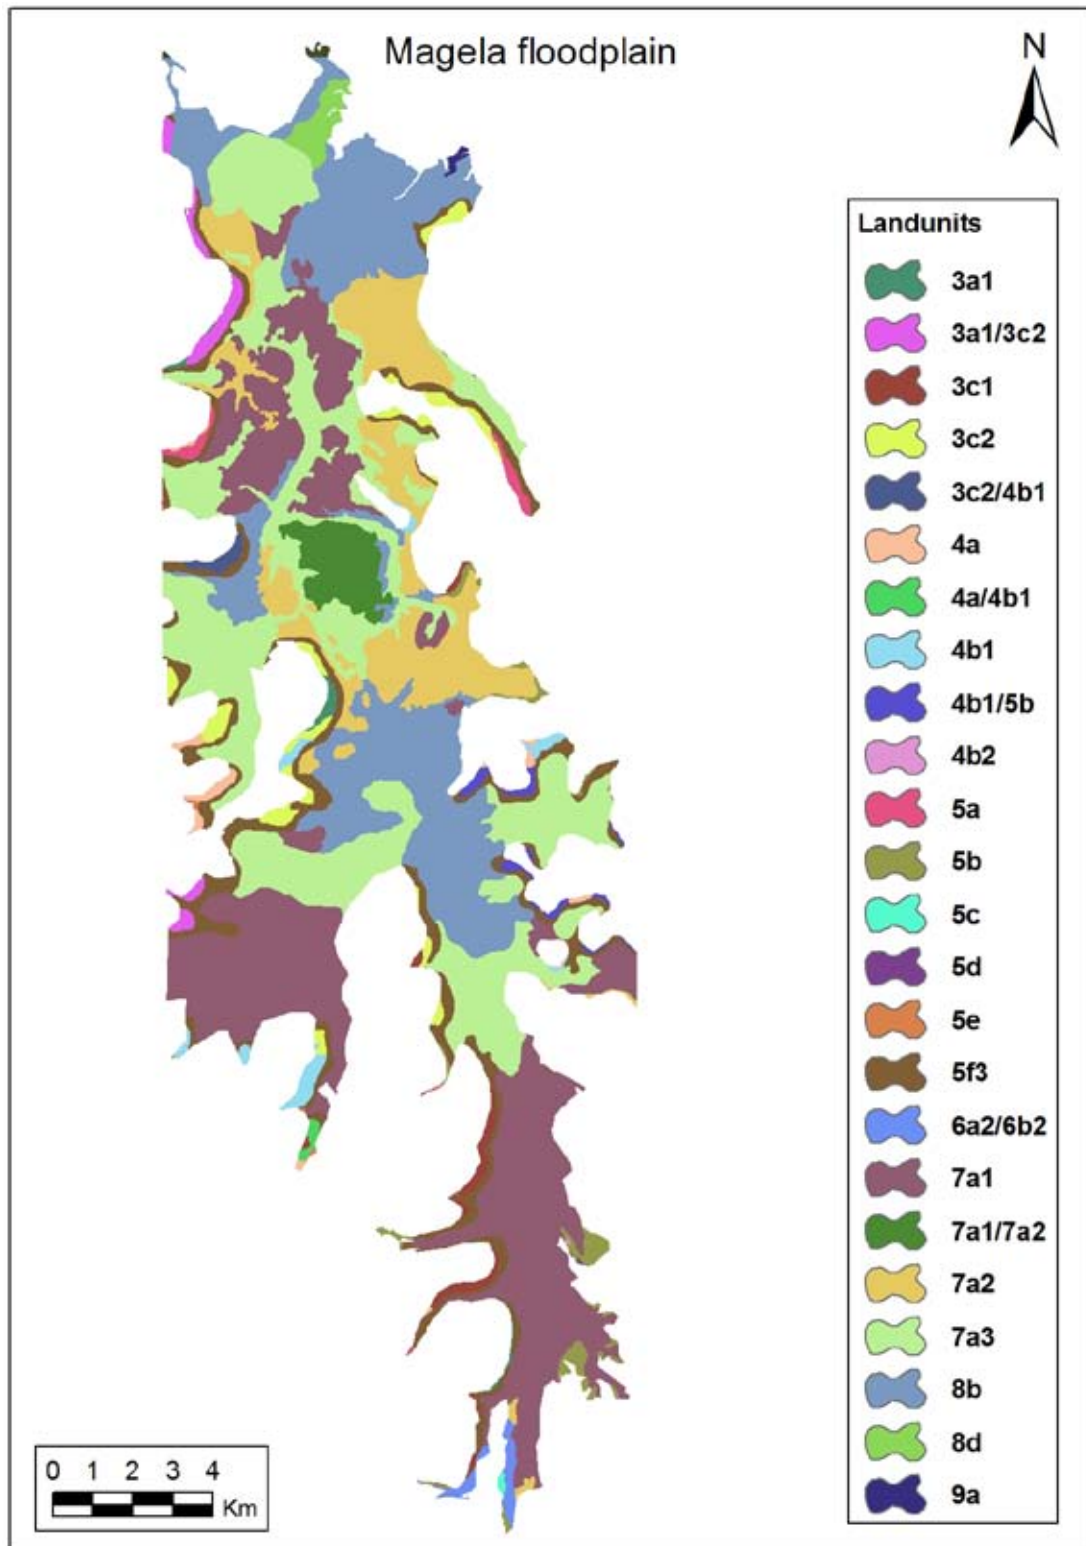 Magela floodplain
N
Landunits
3a1
3a1/3c2
3c1
3c2
3c2/4b1
4a
4a/4b1
4b1
4b1/5b
4b2
5a
5b
5c
5d
5e
5f3
6a2/6b2
7a1
7a1/7a2
7a2
7a3
8b
8d
9a
0 1 2 3 4
Km